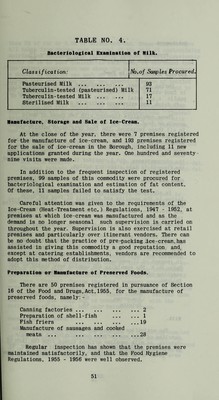 TABLE NO. 4.
Bacteriological Examination of Milk.
Classification: No. of Samples Procured.
Pasteurised Milk ... ... ... 93
Tuberculin-tested (pasteurised) Milk 71
Tuberculin-tested Milk ... ... 17
Sterilised Milk ... ... ... 11
Manufacture, Storage and Sale of Ice-Cream.
At the close of the year, there were 7 premises registered
for the manufacture of ice-cream, and 193 premises registered
for the sale of ice-cream in the Borough, including 11 new
applications granted during the year. One hundred and seventy-
nine visits were made.
In addition to the frequent inspection of registered
premises, 99 samples of this commodity were procured for
bacteriological examination and estimation of fat content.
Of these, 11 samples failed to satisfy the test.
Careful attention was given to the requirements of the
Ice-Cream (Heat-Treatment etc.) Regulations, 1947 - 1952, at
premises at which ice-cream was manufactured and as the
demand is no longer seasonal such supervision is carried on
throughout the year. Supervision is also exercised at retail
premises and particularly over itinerant vendors. There can
be no doubt that the practice of pre-packing ice-cream has
assisted in giving this commodity a good reputation and,
except at catering establishments, vendors are recommended to
adopt this method of distribution.
Preparation or Manufacture of Preserved Foods.
There are 50 premises registered in pursuance of Section
16 of the Food and Drugs Act, 1955, for the manufacture of
preserved foods, namely:-
Canning factories ... ... ... 2
Preparation of shell-fish ... ... 1
Fish friers ... ... ... 19
Manufacture of sausages and cooked
meats ... ... ... ... 28
Regular inspection has shown that the premises were
maintained satisfactorily, and that the Food Hygiene
Regulations, 1955 - 1956 were well observed.
51